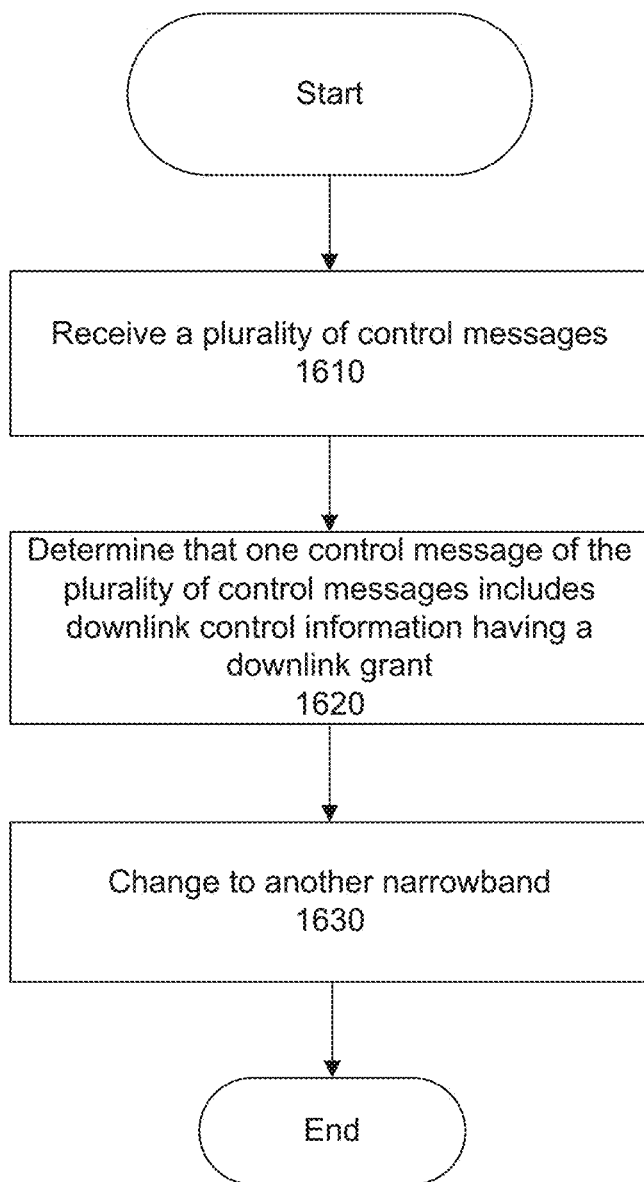 Start
Receive a plurality of control messages
1610
Determine that one control message of the
plurality of control messages includes
downlink control information having a
downlink grant
1620
Change to another narrowband
1630
End